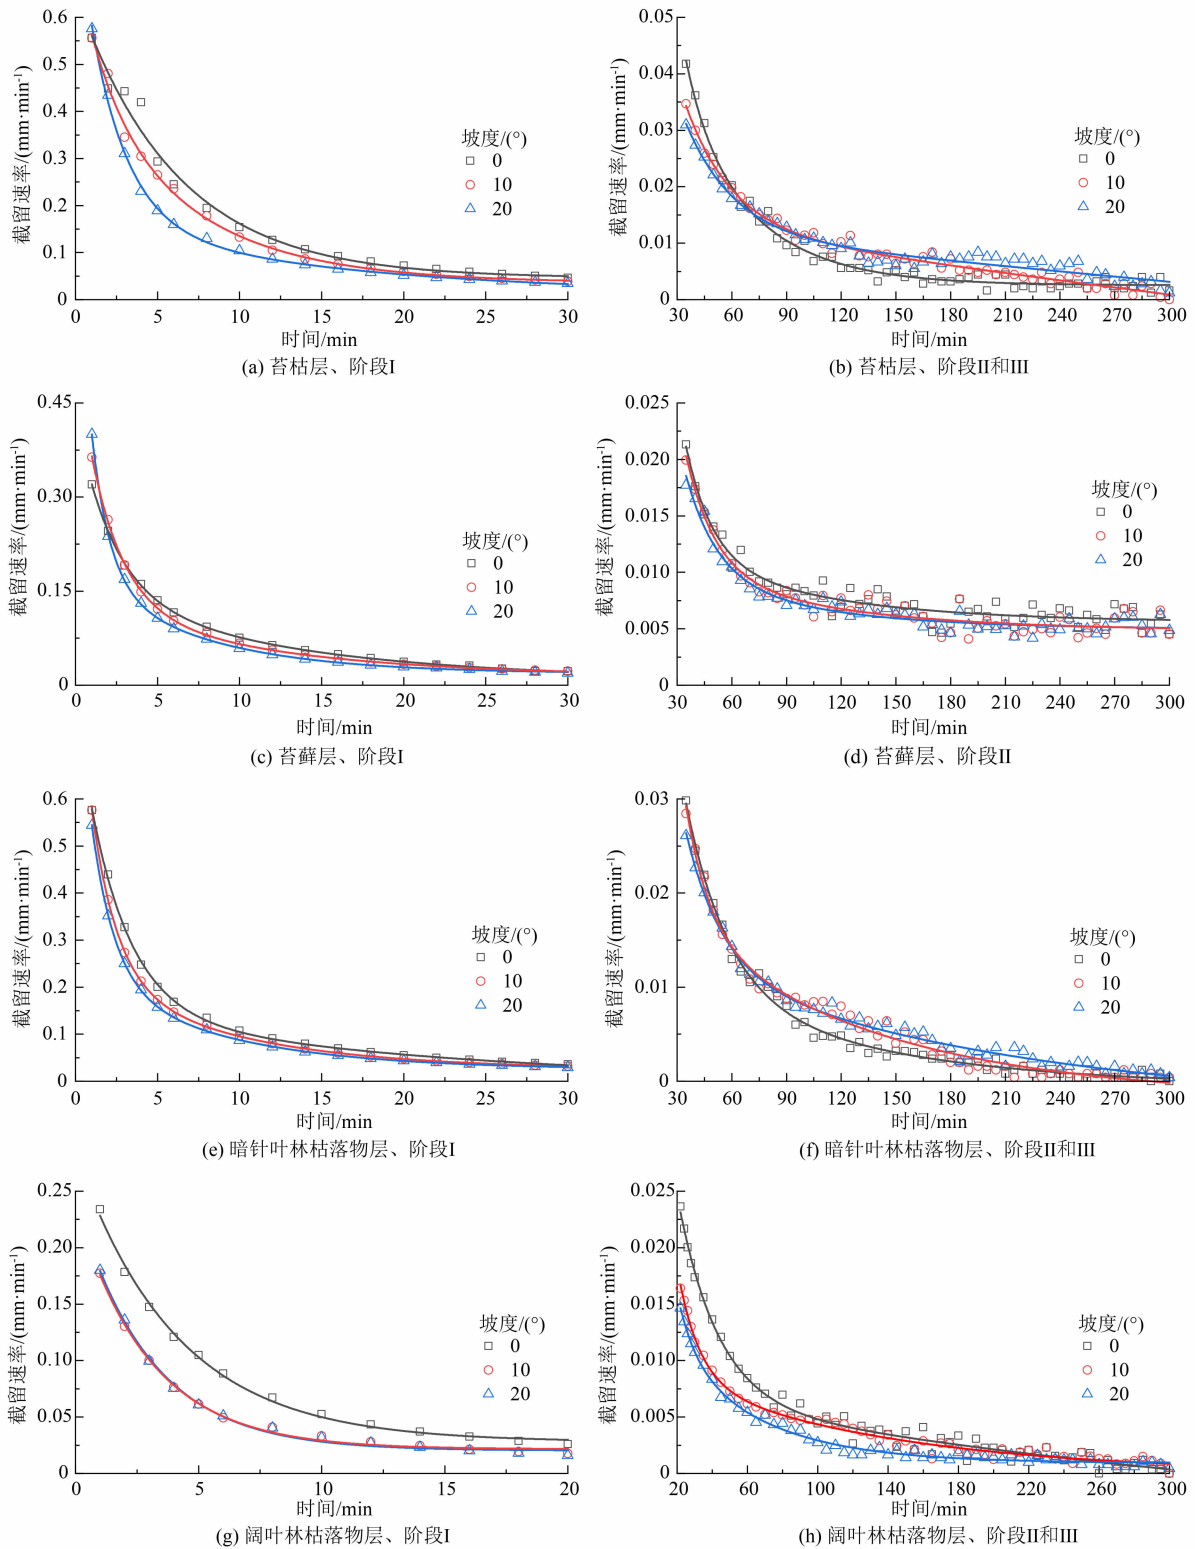 截留速率/(mm·min-1)
0.6
0.5
0.4
0.3
0.2
0.1
0
坡度/(°)
0
10
20
0 5 10 15 20 25 30
时间/min
(a) 苔枯层、阶段I
截留速率/(mm·min-1)
0.05
0.04
0.03
0.02
0.01
0
坡度/(°)
0
10
20
30 60 90 120 150 180 210 240 270 300
时间/min
(b) 苔枯层、阶段II和III
截留速率/(mm·min-1)
0.45
0.30
0.15
0
坡度/(°)
0
10
20
0 5 10 15 20 25 30
时间/min
(c) 苔藓层、阶段I
截留速率/(mm·min-1)
0.025
0.020
0.015
0.010
0.005
0
坡度/(°)
0
10
20
30 60 90 120 150 180 210 240 270 300
时间/min
(d) 苔藓层、阶段II
截留速率/(mm·min-1)
0.6
0.5
0.4
0.3
0.2
0.1
0
坡度/(°)
0
10
20
0 5 10 15 20 25 30
时间/min
(e) 暗针叶林枯落物层、阶段I
截留速率/(mm·min-1)
0.03
0.02
0.01
0
坡度/(°)
0
10
20
30 60 90 120 150 180 210 240 270 300
时间/min
(f) 暗针叶林枯落物层、阶段II和III
截留速率/(mm·min-1)
0.25
0.20
0.15
0.10
0.05
0
坡度/(°)
0
10
20
0 5 10 15 20
时间/min
(g) 阔叶林枯落物层、阶段I
截留速率/(mm·min-1)
0.025
0.020
0.015
0.010
0.005
0
坡度/(°)
0
10
20
20 60 100 140 180 220 260 300
时间/min
(h) 阔叶林枯落物层、阶段II和III